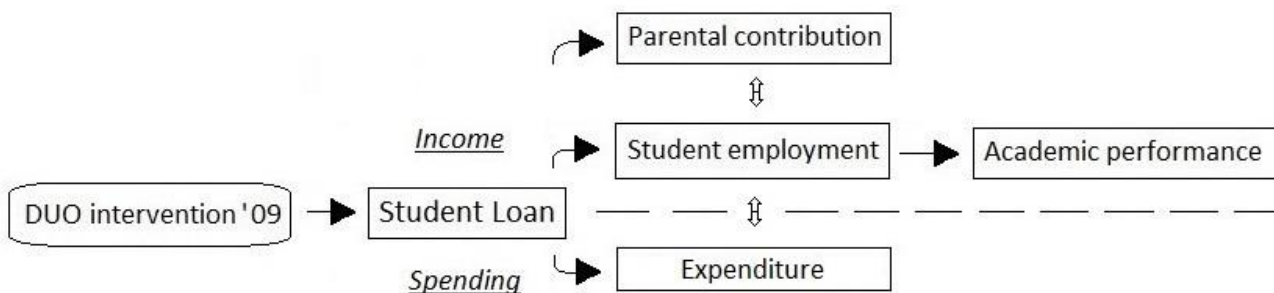 Parental contribution
Income
Student employment
Academic performance
DUO intervention '09
Student Loan
Spending
Expenditure